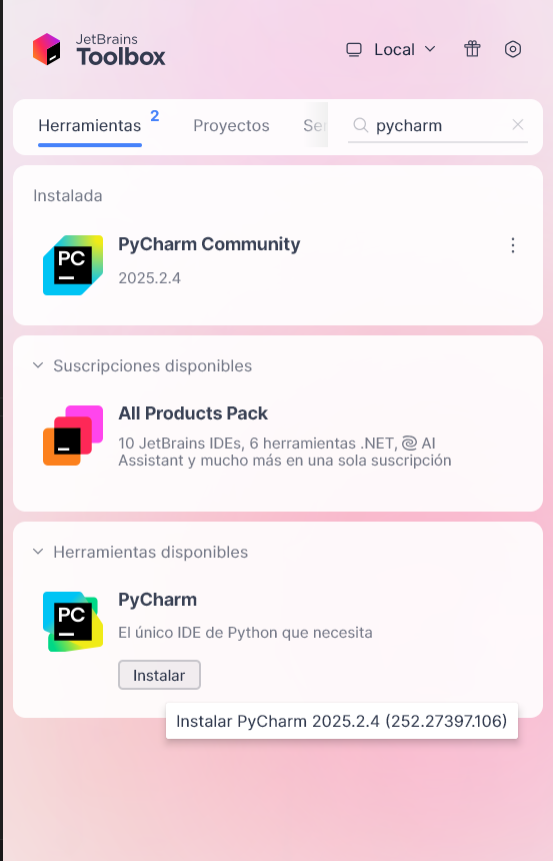 JetBrains
Toolbox
Local
Herramientas 2
Proyectos
pycharm
Instalada
PC
PyCharm Community
2025.2.4
Suscripciones disponibles
All Products Pack
10 JetBrains IDEs, 6 herramientas .NET, AI
Assistant y mucho más en una sola suscripción
Herramientas disponibles
PC
PyCharm
El único IDE de Python que necesita
Instalar
Instalar PyCharm 2025.2.4 (252.27397.106)